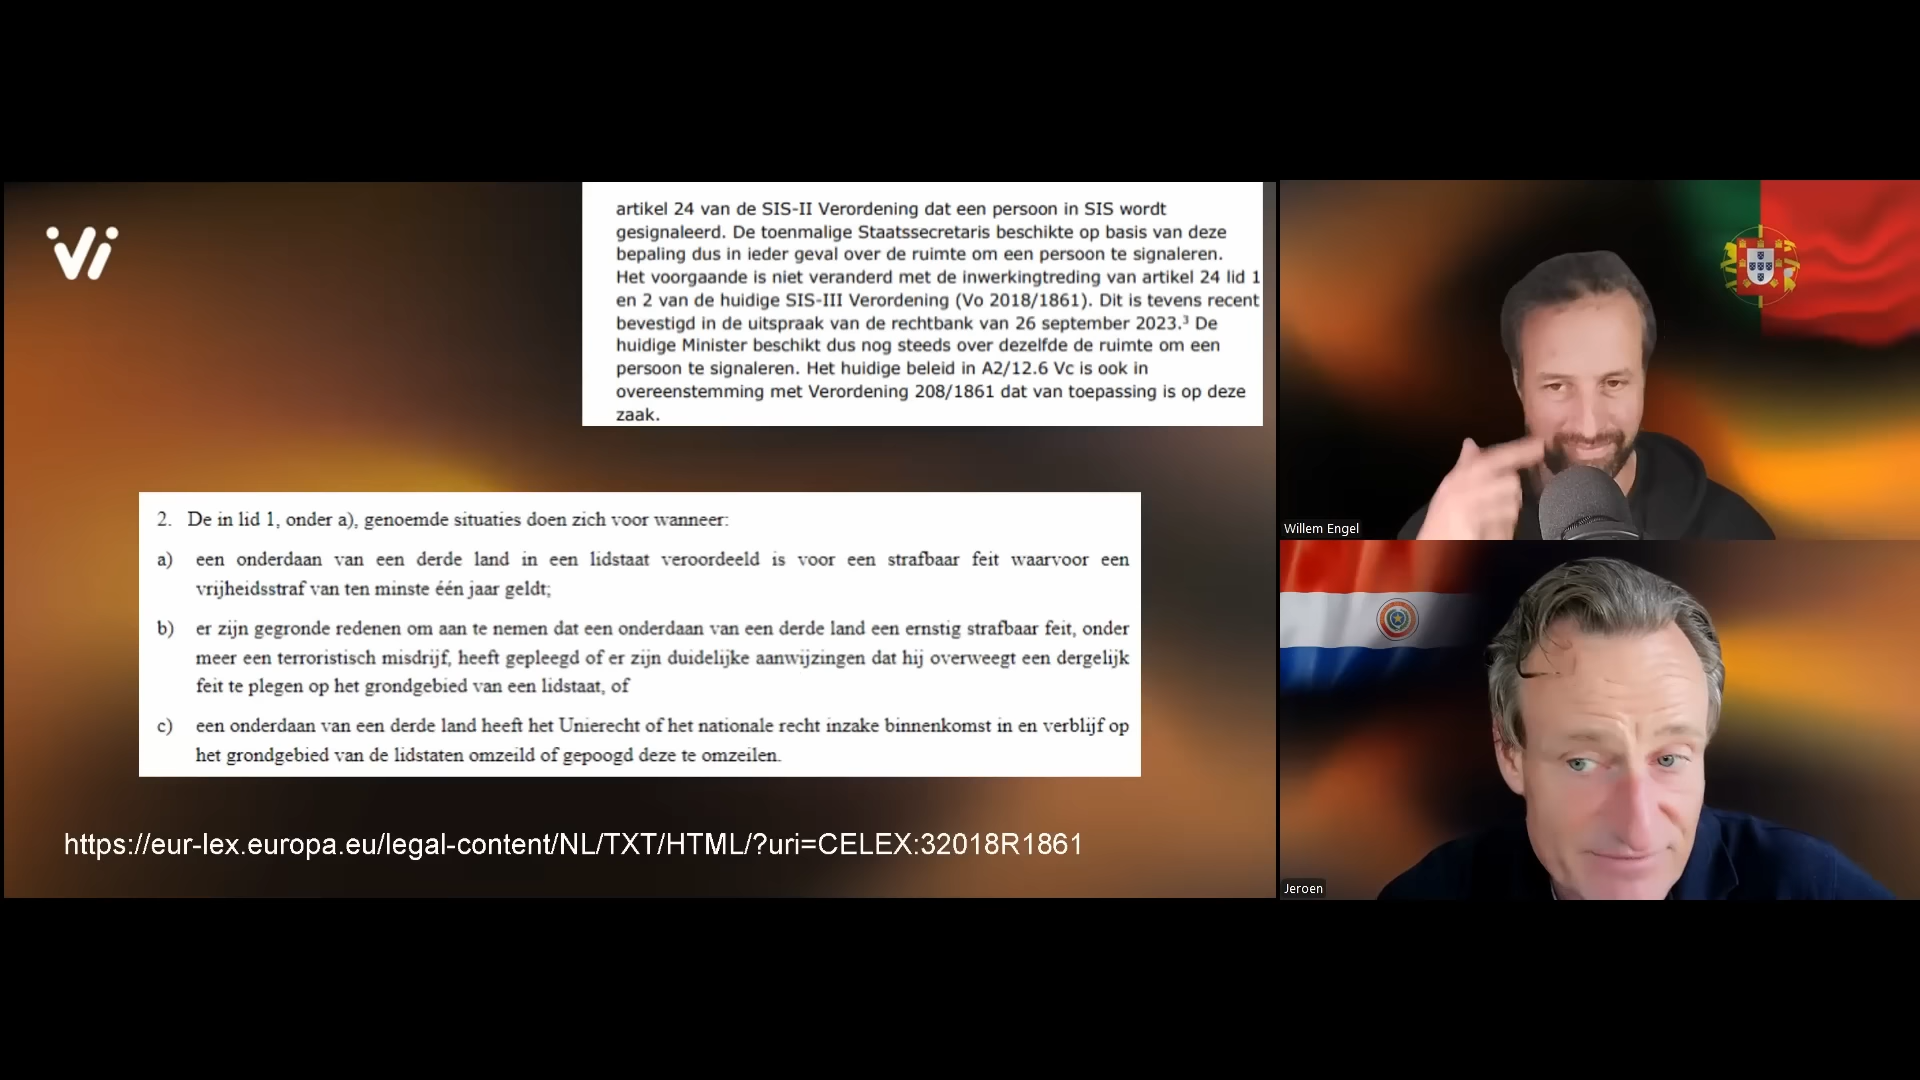 Vi
artikel 24 van de SIS-II Verordening dat een persoon in SIS wordt
gesignaleerd. De toenmalige Staatssecretaris beschikte op basis van deze
bepaling dus in ieder geval over de ruimte om een persoon te signaleren.
Het voorgaande is niet veranderd met de inwerkingtreding van artikel 24 lid 1
en 2 van de huidige SIS-III Verordening (Vo 2018/1861). Dit is tevens recent
bevestigd in de uitspraak van de rechtbank van 26 september 2023.³ De
huidige Minister beschikt dus nog steeds over dezelfde de ruimte om een
persoon te signaleren. Het huidige beleid in A2/12.6 Vc is ook in
overeenstemming met Verordening 208/1861 dat van toepassing is op deze
zaak.
2. De in lid 1, onder a), genoemde situaties doen zich voor wanneer:
a) een onderdaan van een derde land in een lidstaat veroordeeld is voor een strafbaar feit waarvoor een
vrijheidsstraf van ten minste één jaar geldt;
b) er zijn gegronde redenen om aan te nemen dat een onderdaan van een derde land een ernstig strafbaar feit, onder
meer een terroristisch misdrijf, heeft gepleegd of er zijn duidelijke aanwijzingen dat hij overweegt een dergelijk
feit te plegen op het grondgebied van een lidstaat, of
c) een onderdaan van een derde land heeft het Unierecht of het nationale recht inzake binnenkomst in en verblijf op
het grondgebied van de lidstaten omzeild of gepoogd deze te omzeilen.
https://eur-lex.europa.eu/legal-content/NL/TXT/HTML/?uri=CELEX:32018R1861
Willem Engel
Jeroen